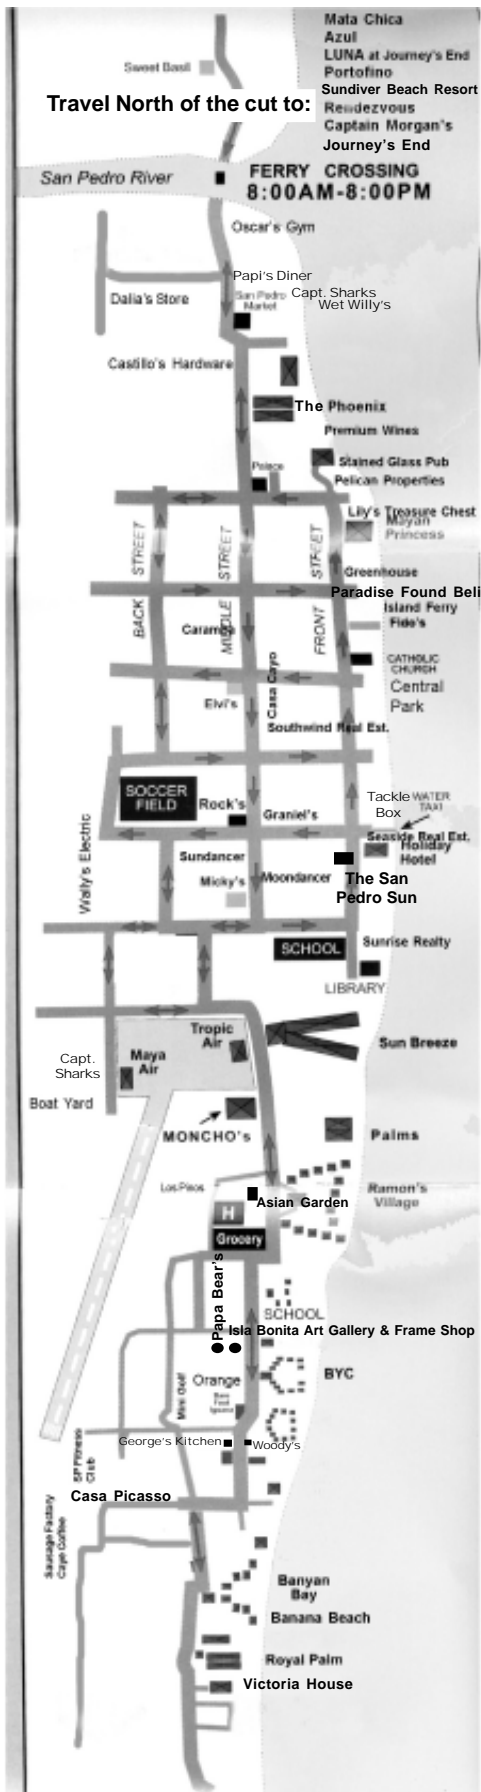 Mata Chica
Azul
LUNA at Journey's End
Portofino
Sundiver Beach Resort
Rendezvous
Captain Morgan's
Journey's End
Sweet Basil
Travel North of the cut to:
San Pedro River
FERRY CROSSING
8:00AM-8:00PM
Oscar's Gym
Papi's Diner
Dalia's Store
San Pedro
Market
Capt. Sharks
Wet Willy's
Castillo's Hardware
The Phoenix
Premium Wines
Stained Glass Pub
Palace
Pelican Properties
Lily's Treasure Chest
Mayan
Princess
BACK STREET
MIDDLE STREET
FRONT STREET
Greenhouse
Paradise Found Beli
Island Ferry
Fido's
Caramba
CATHOLIC
CHURCH
Central
Park
Elvi's
Casa Cayo
Southwind Real Est.
SOCCER
FIELD
Rock's
Graniel's
Tackle
Box
WATER
TAXI
Wally's Electric
Seaside Real Est.
Holiday
Hotel
Sundancer
Micky's
Moondancer
The San
Pedro Sun
SCHOOL
Sunrise Realty
LIBRARY
Tropic
Air
Maya
Air
Capt.
Sharks
Sun Breeze
Boat Yard
MONCHO's
Palms
Los Pinos
Asian Garden
Ramon's
Village
H
Grocery
Papa Bear's
SCHOOL
Isla Bonita Art Gallery & Frame Shop
BYC
Orange
Mini Golf
George's Kitchen
Woody's
SP Fitness
Club
Casa Picasso
Sausage Factory
Caye Coffee
Banyan
Bay
Banana Beach
Royal Palm
Victoria House